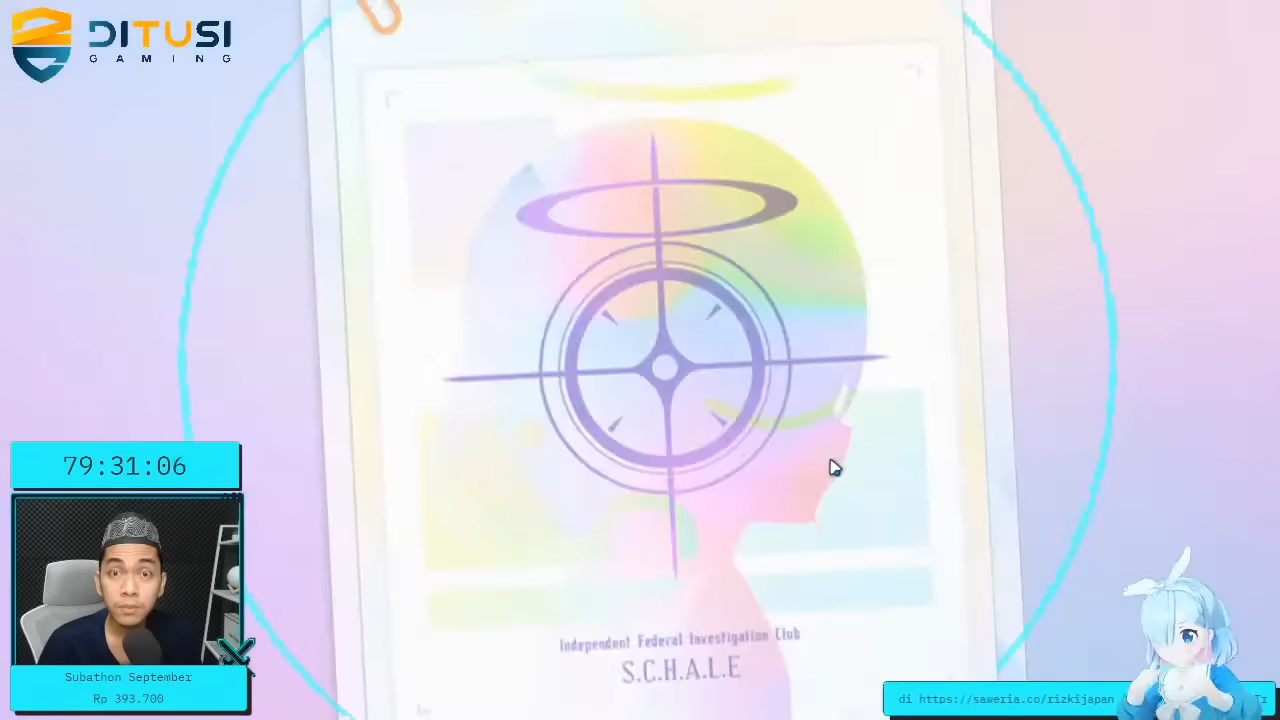 DITUSI
GAMING
79:31:06
Subathon September
Rp 393.700
Independent Federal Investigation Club
S.C.H.A.L.E
di https://saweria.co/rizkijapan
Tr